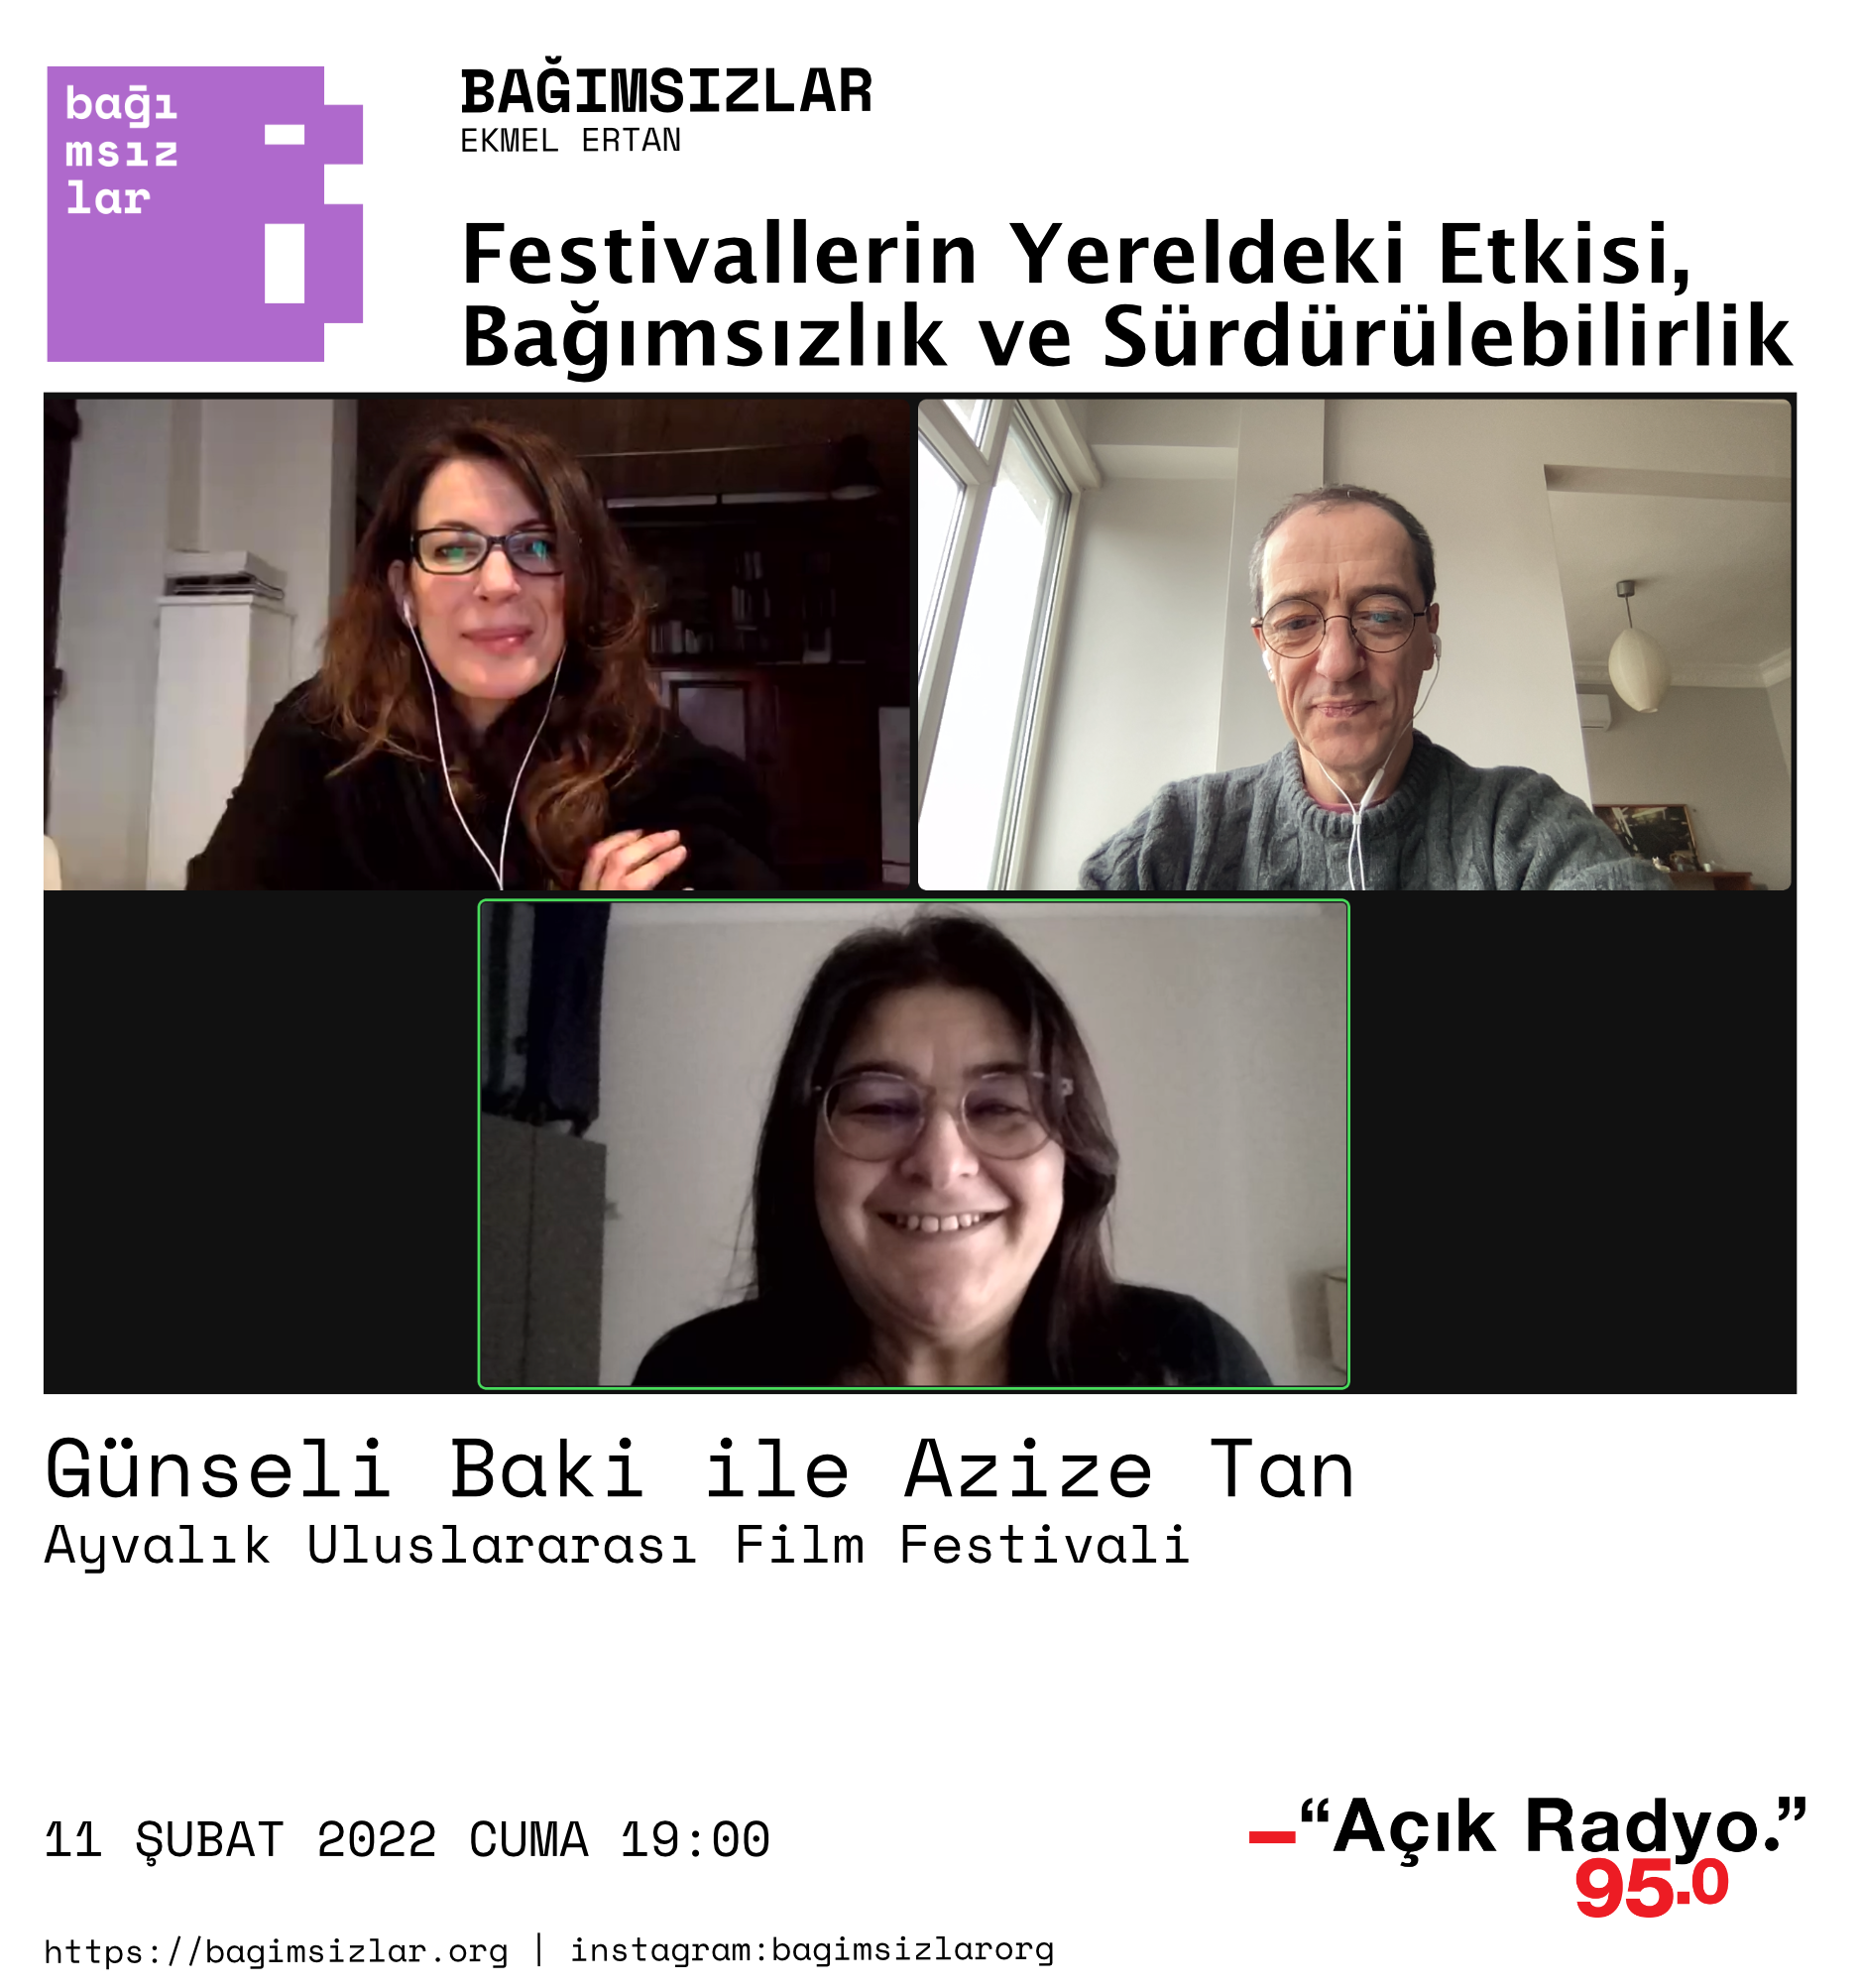 bağı
msız
lar
BAĞIMSIZLAR
EKMEL ERTAN
Festivallerin Yereldeki Etkisi,
Bağımsızlık ve Sürdürülebilirlik
Günseli Baki ile Azize Tan
Ayvalık Uluslararası Film Festivali
11 ŞUBAT 2022 CUMA 19:00
“Açık Radyo.”
95.0
https://bagimsizlar.org | instagram:bagimsizlarorg